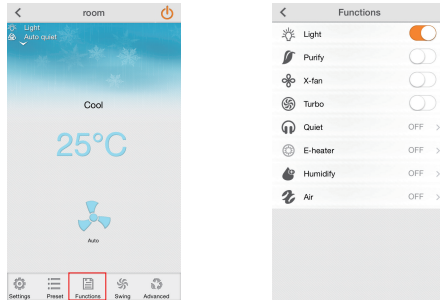 room
Light
Auto quiet
Cool
25°C
Auto
Settings Preset Functions Swing Advanced
Functions
Light
Purify
X-fan
Turbo
Quiet OFF
E-heater OFF
Humidify OFF
Air OFF